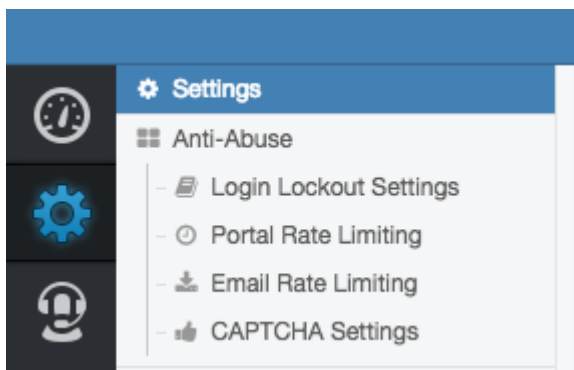 Settings
Anti-Abuse
Login Lockout Settings
Portal Rate Limiting
Email Rate Limiting
CAPTCHA Settings